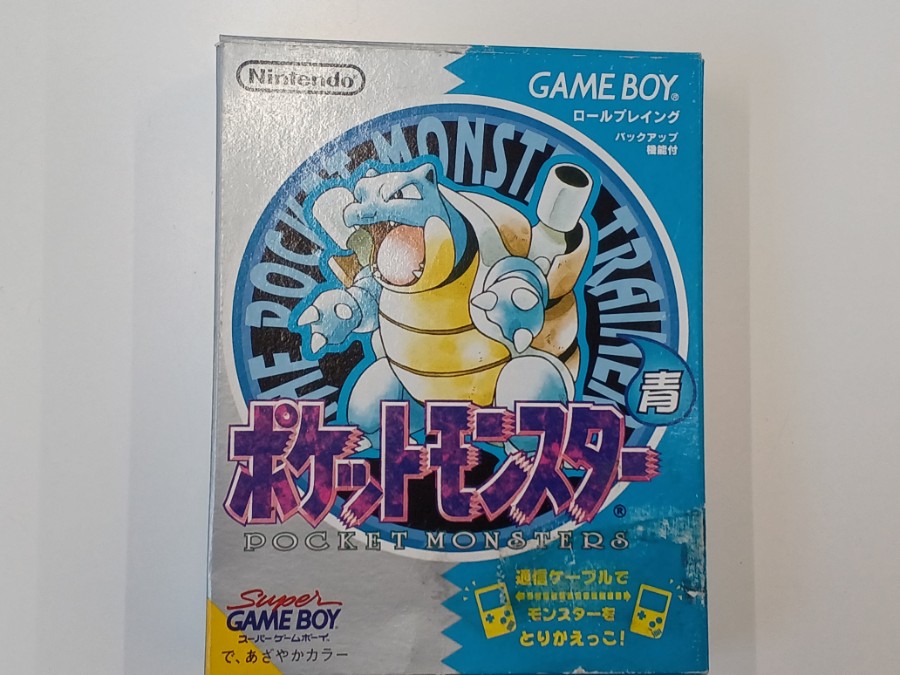 Nintendo
GAME BOY®
ロールプレイング
バックアップ
機能付
THE POCKET MONSTERS TRAINER
青
ポケットモンスター®
POCKET MONSTERS
通信ケーブルで
モンスターを
とりかえっこ!
Super
GAME BOY
スーパーゲームボーイ
で、あざやかカラー